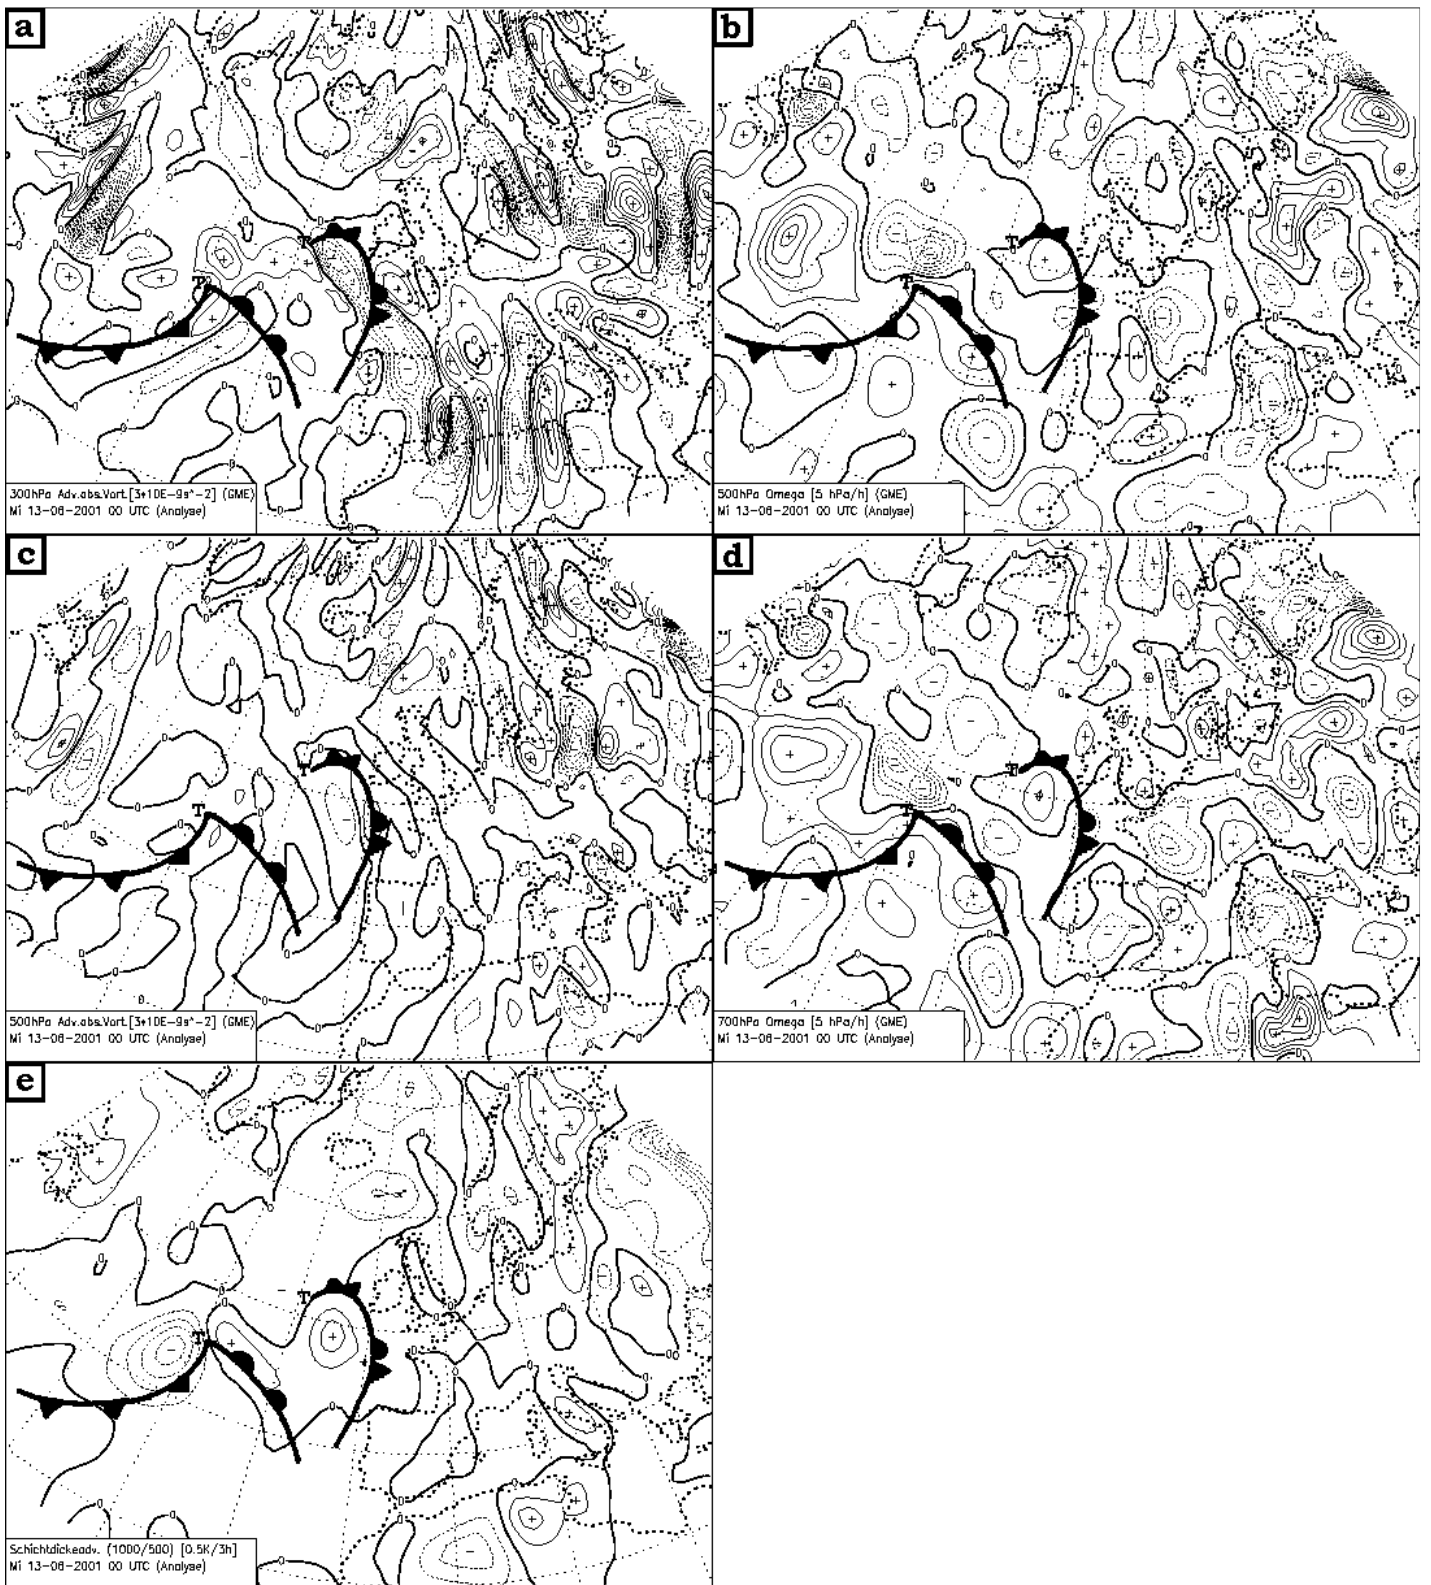 a
300hPa Adv.abs.Vort.[3*10E-9s^-2] (GME)
Mi 13-06-2001 00 UTC (Analyse)
b
500hPa Omega [5 hPa/h] (GME)
Mi 13-06-2001 00 UTC (Analyse)
c
500hPa Adv.abs.Vort.[3*10E-9s^-2] (GME)
Mi 13-06-2001 00 UTC (Analyse)
d
700hPa Omega [5 hPa/h] (GME)
Mi 13-06-2001 00 UTC (Analyse)
e
Schichtdickeadv. (1000/500) [0.5K/3h]
Mi 13-06-2001 00 UTC (Analyse)
T
T
T
T
T
T
T
T
T
T